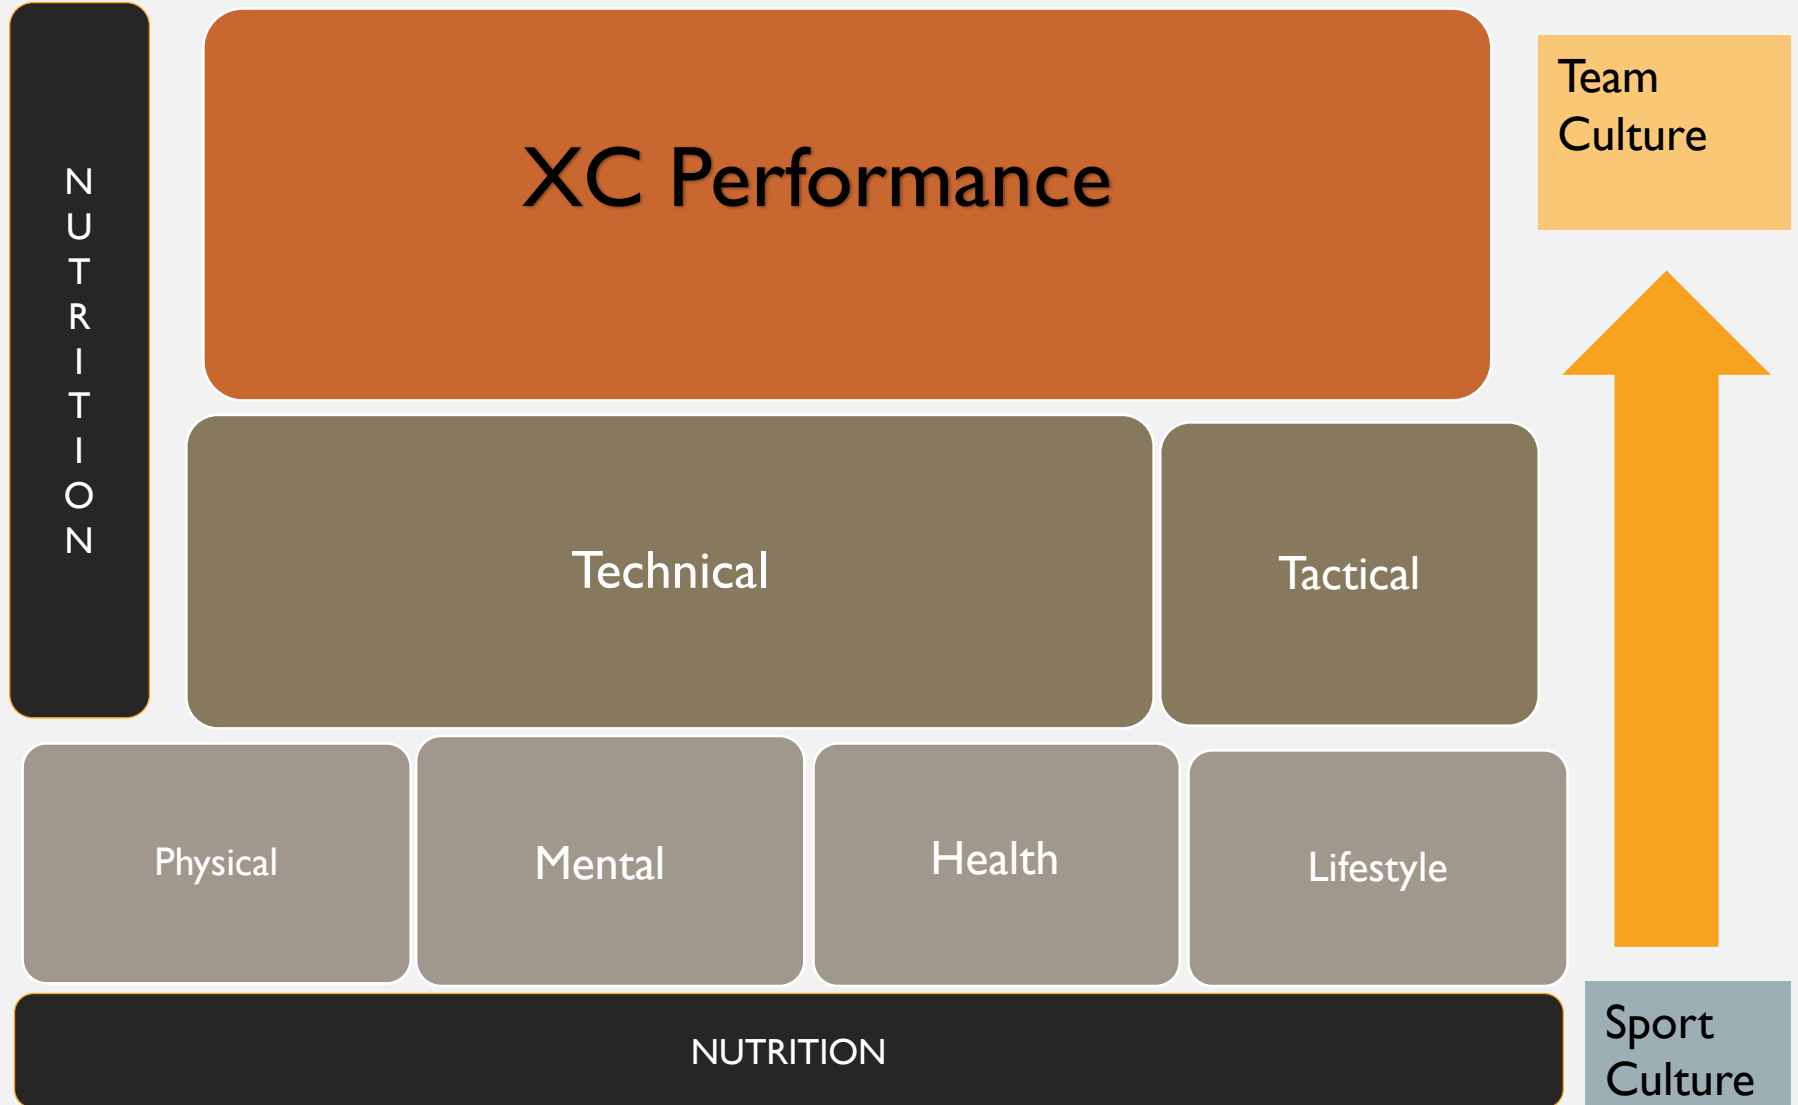 N
U
T
R
I
T
I
O
N
XC Performance
Team
Culture
Technical
Tactical
Physical
Mental
Health
Lifestyle
NUTRITION
Sport
Culture